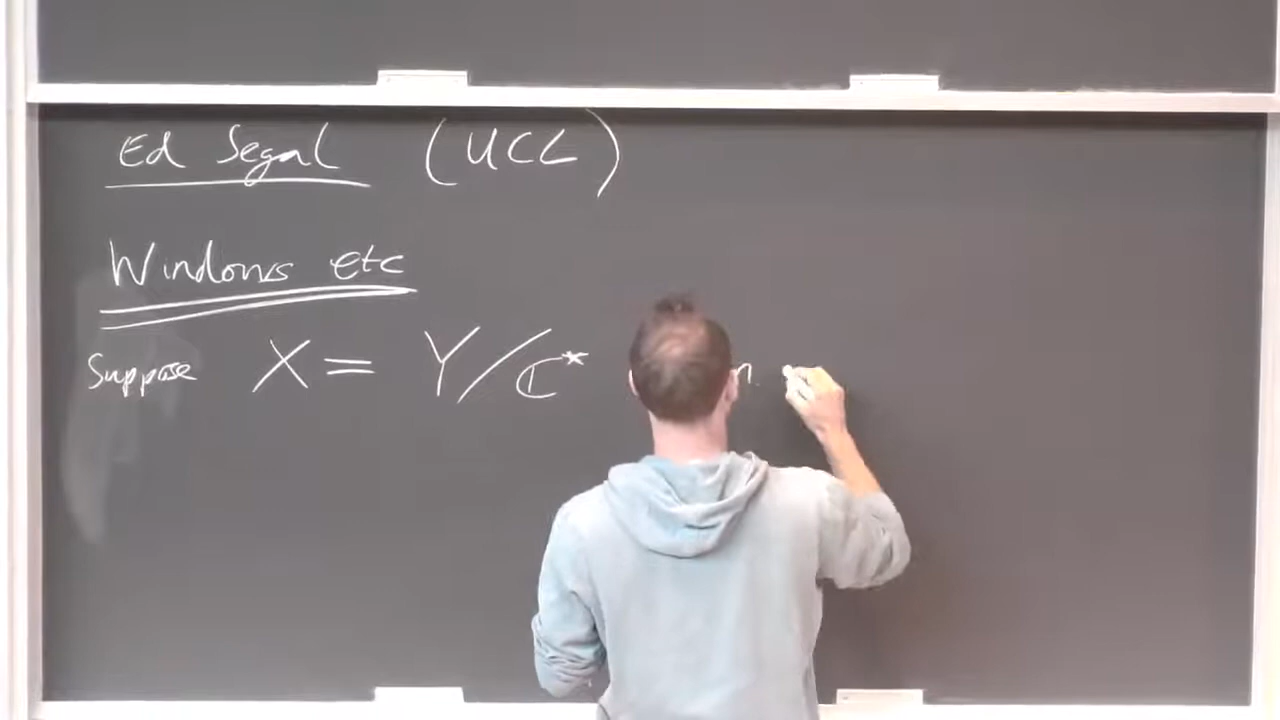 Ed Segal (UCL)
Windows etc
Suppose X = Y/ℂ*